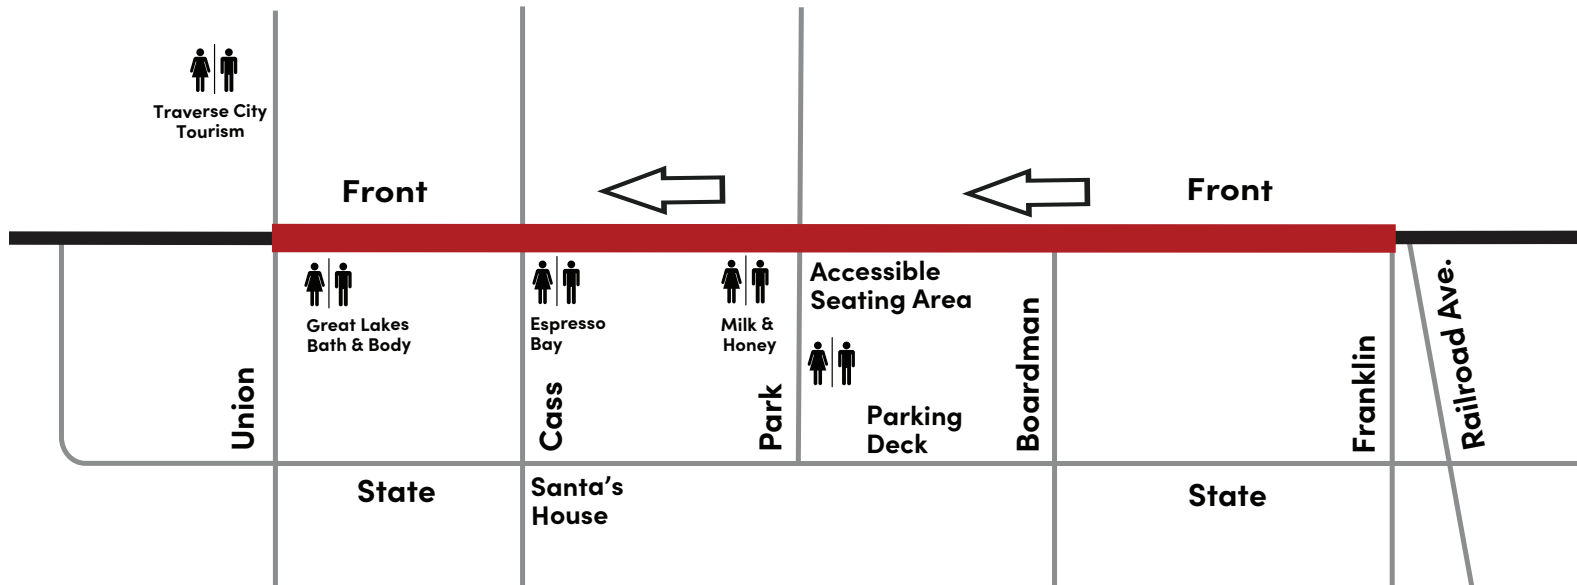 Traverse City
Tourism
Front
Front
Great Lakes
Bath & Body
Espresso
Bay
Milk &
Honey
Accessible
Seating Area
Union
Cass
Park
Parking
Deck
Boardman
Franklin
Railroad Ave.
State
Santa's
House
State